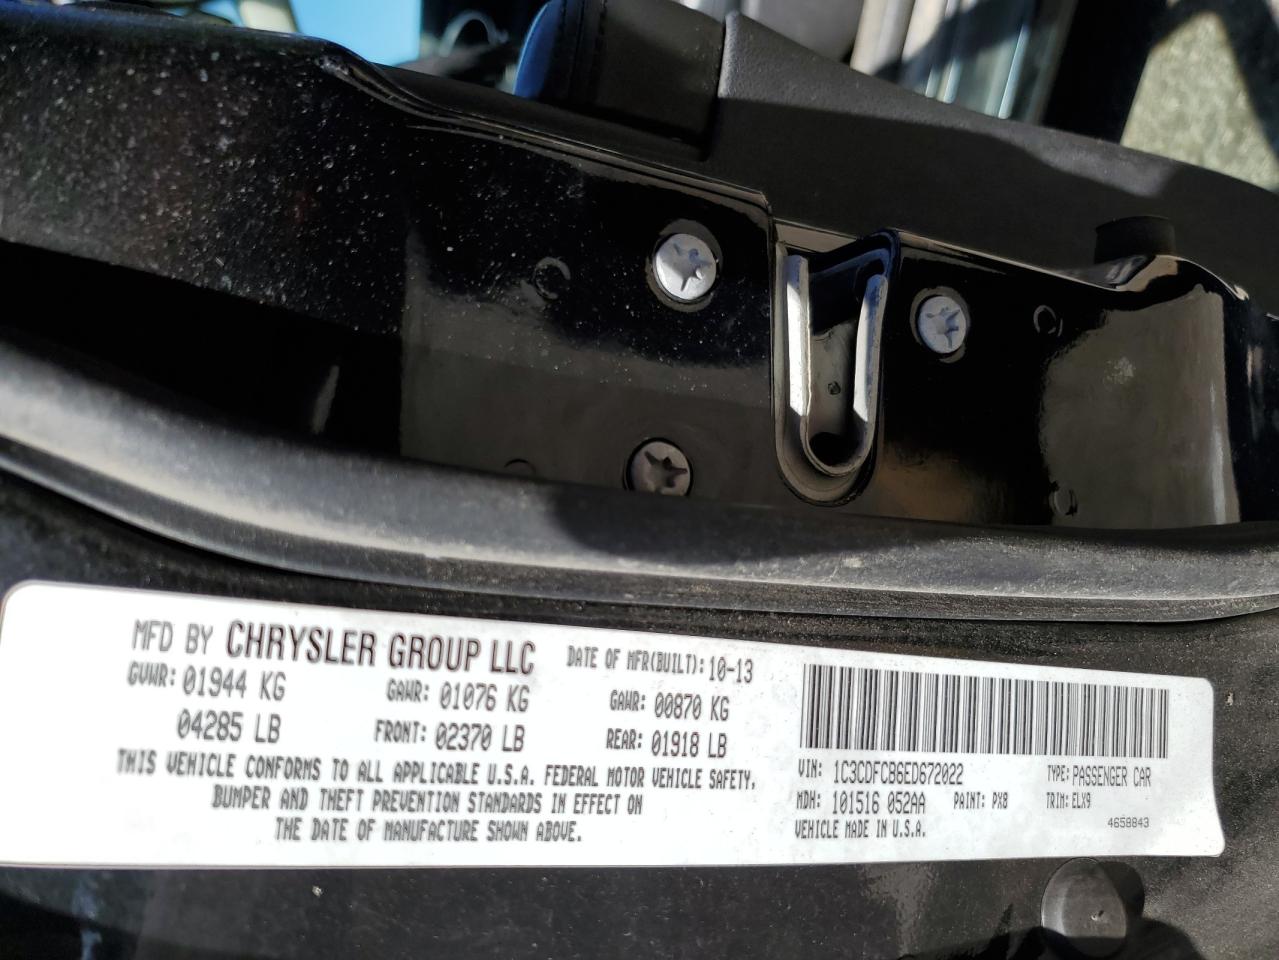 MFD BY CHRYSLER GROUP LLC DATE OF MFR(BUILT): 10-13
GVWR: 01944 KG GAWR: 01076 KG GAWR: 00870 KG
04285 LB FRONT: 02370 LB REAR: 01918 LB
THIS VEHICLE CONFORMS TO ALL APPLICABLE U.S.A. FEDERAL MOTOR VEHICLE SAFETY,
BUMPER AND THEFT PREVENTION STANDARDS IN EFFECT ON
THE DATE OF MANUFACTURE SHOWN ABOVE.
VIN: 1C3CDFCB6ED672022 TYPE: PASSENGER CAR
MDH: 101516 052AA PAINT: PX8 TRIM: ELX9
VEHICLE MADE IN U.S.A. 4658843